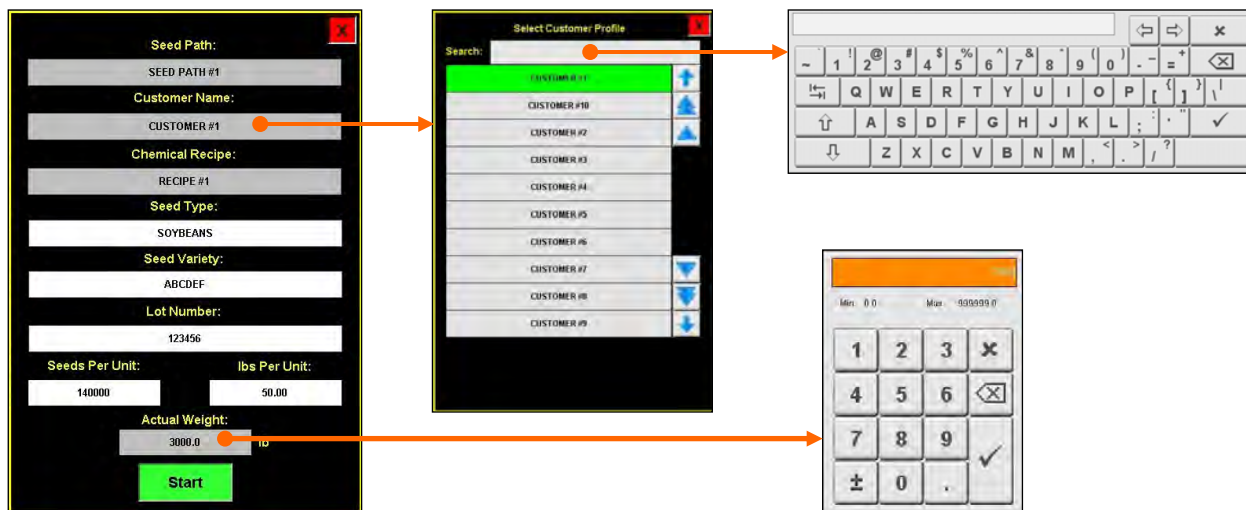 X
Seed Path:
SEED PATH #1
Customer Name:
CUSTOMER #1
Chemical Recipe:
RECIPE #1
Seed Type:
SOYBEANS
Seed Variety:
ABCDEF
Lot Number:
123456
Seeds Per Unit: lbs Per Unit:
140000 50.00
Actual Weight:
3000.0 lb
Start
Select Customer Profile X
Search:
CUSTOMER #1
CUSTOMER #10
CUSTOMER #2
CUSTOMER #3
CUSTOMER #4
CUSTOMER #5
CUSTOMER #6
CUSTOMER #7
CUSTOMER #8
CUSTOMER #9
~ ` 1 ! 2 @ 3 # 4 $ 5 % 6 ^ 7 & 8 * 9 ( 0 ) - _ = +
Q W E R T Y U I O P [ { ] } \ |
A S D F G H J K L ; : ' "
Z X C V B N M , < . > / ?
Min: 0.0 Max: 999999.0
1 2 3
4 5 6
7 8 9
± 0 .